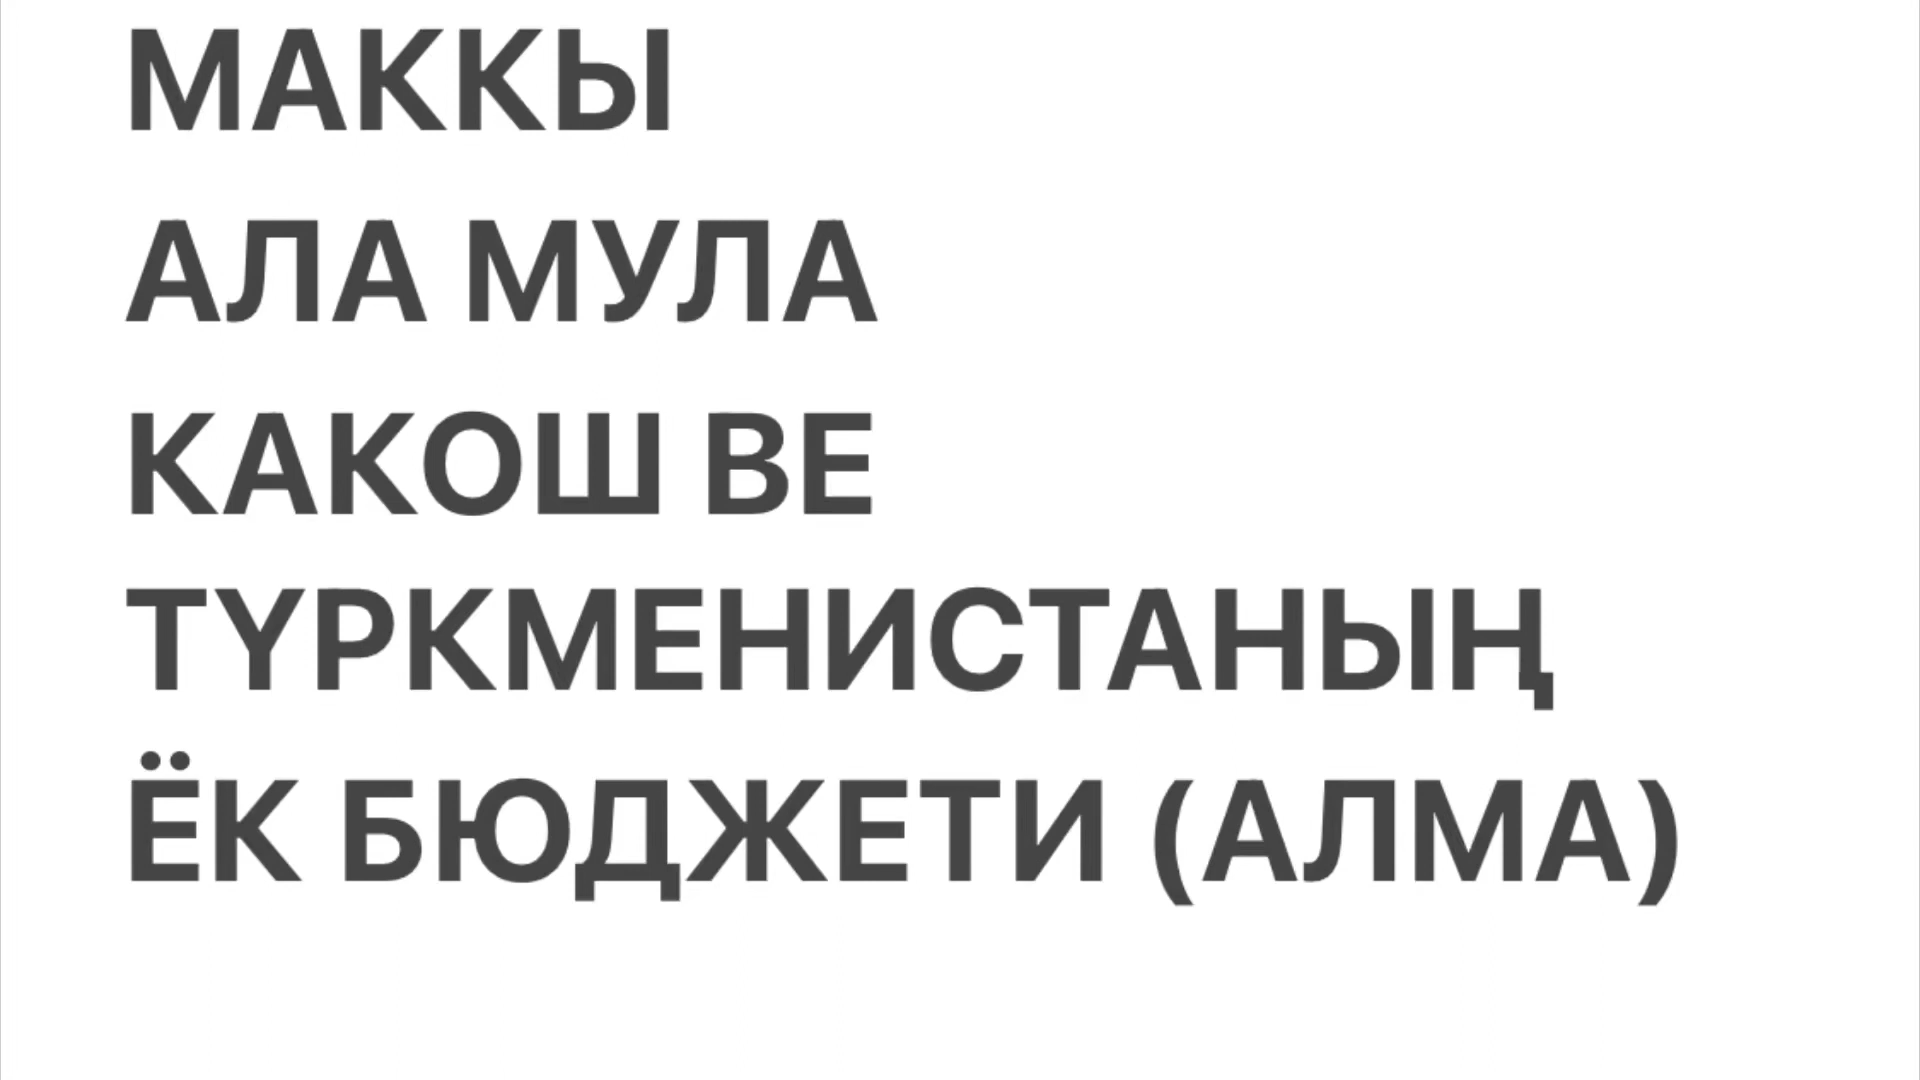 МАККЫ
АЛА МУЛА
КАКОШ ВЕ
ТҮРКМЕНИСТАНЫҢ
ЁК БЮДЖЕТИ (АЛМА)